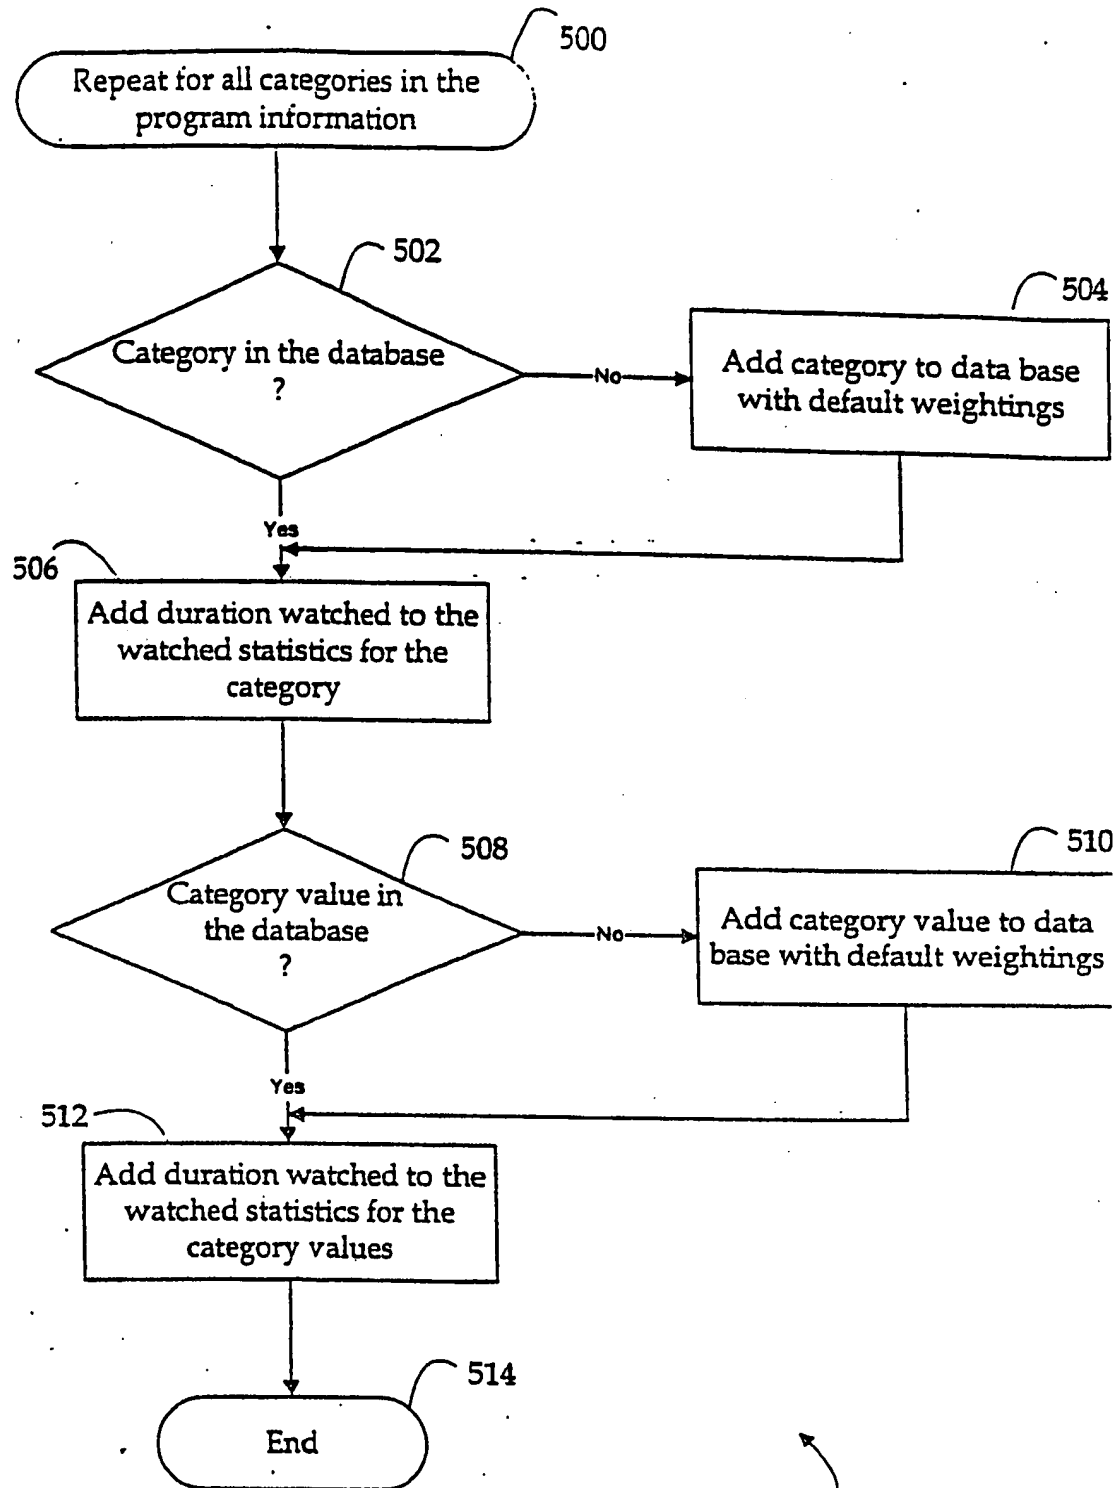 500
Repeat for all categories in the
program information
502
Category in the database
?
No
504
Add category to data base
with default weightings
Yes
506
Add duration watched to the
watched statistics for the
category
508
Category value in
the database
?
No
510
Add category value to data
base with default weightings
Yes
512
Add duration watched to the
watched statistics for the
category values
514
End